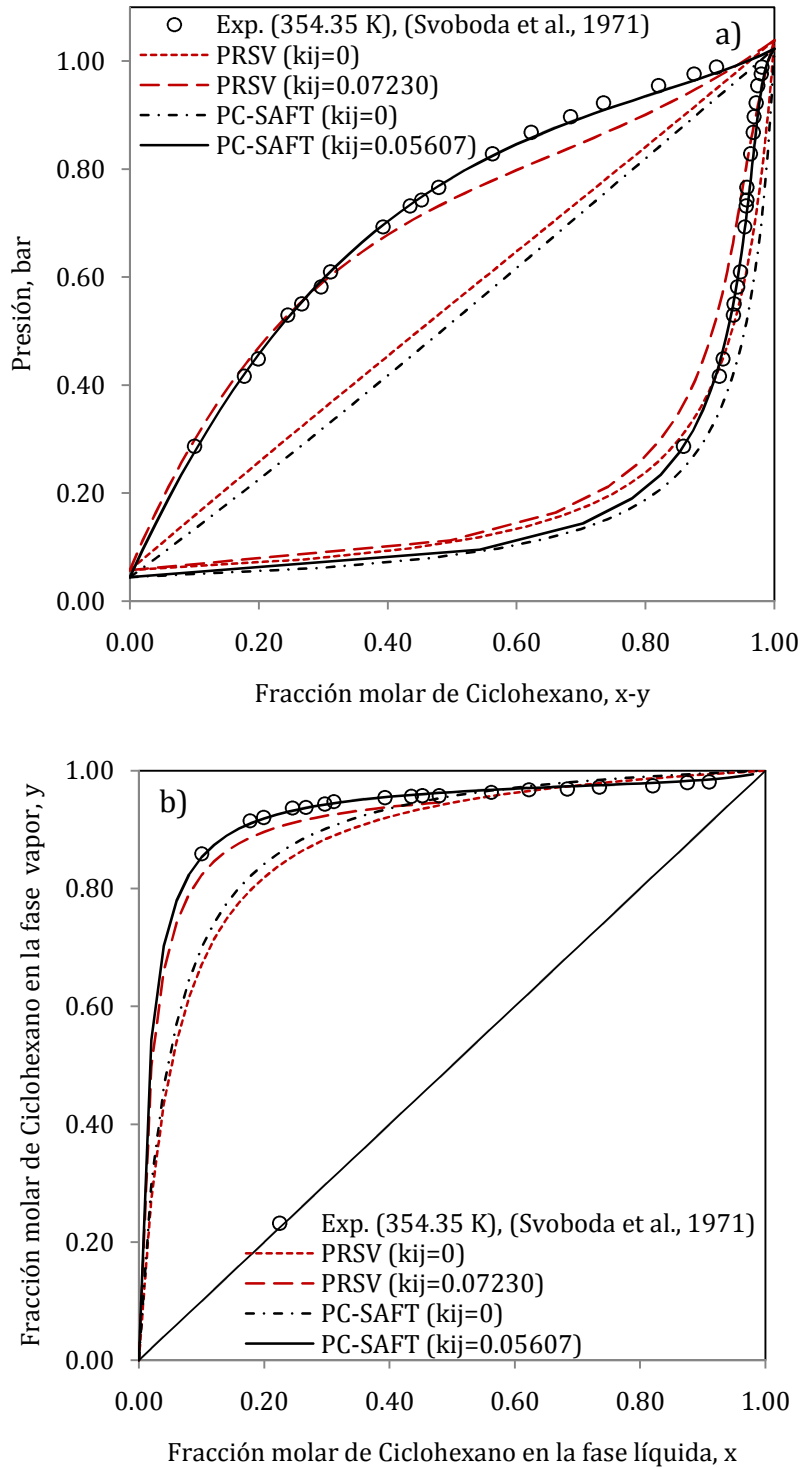 a)
Exp. (354.35 K), (Svoboda et al., 1971)
PRSV (kij=0)
PRSV (kij=0.07230)
PC-SAFT (kij=0)
PC-SAFT (kij=0.05607)
1.00
0.80
0.60
0.40
0.20
0.00
Presión, bar
0.00 0.20 0.40 0.60 0.80 1.00
Fracción molar de Ciclohexano, x-y
b)
1.00
0.80
0.60
0.40
0.20
0.00
Fracción molar de Ciclohexano en la fase vapor, y
Exp. (354.35 K), (Svoboda et al., 1971)
PRSV (kij=0)
PRSV (kij=0.07230)
PC-SAFT (kij=0)
PC-SAFT (kij=0.05607)
0.00 0.20 0.40 0.60 0.80 1.00
Fracción molar de Ciclohexano en la fase líquida, x